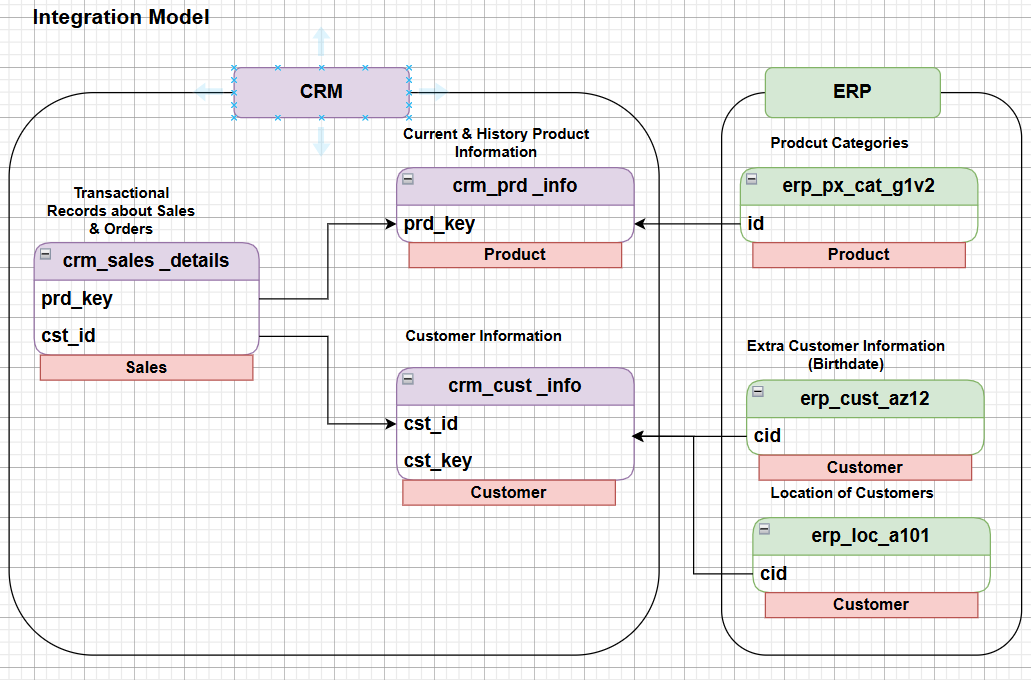 Integration Model
CRM
ERP
Current & History Product
Information
crm_prd _info
prd_key
Product
Transactional
Records about Sales
& Orders
crm_sales _details
prd_key
cst_id
Sales
Customer Information
crm_cust _info
cst_id
cst_key
Customer
Prodcut Categories
erp_px_cat_g1v2
id
Product
Extra Customer Information
(Birthdate)
erp_cust_az12
cid
Customer
Location of Customers
erp_loc_a101
cid
Customer